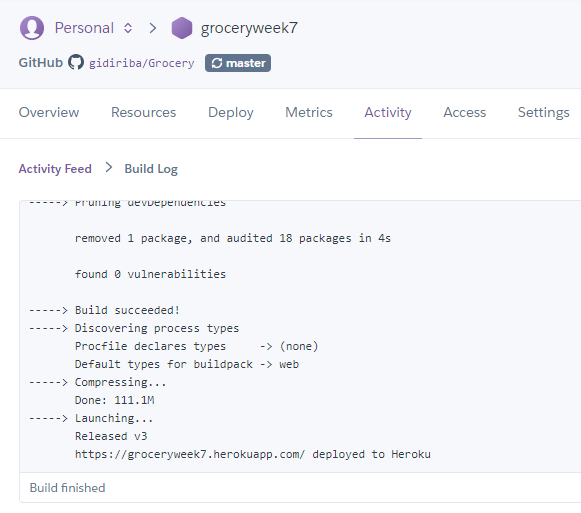 Personal
groceryweek7
GitHub gidiriba/Grocery master
Overview Resources Deploy Metrics Activity Access Settings
Activity Feed Build Log
-----> Pruning devDependencies
removed 1 package, and audited 18 packages in 4s
found 0 vulnerabilities
-----> Build succeeded!
-----> Discovering process types
Procfile declares types -> (none)
Default types for buildpack -> web
-----> Compressing...
Done: 111.1M
-----> Launching...
Released v3
https://groceryweek7.herokuapp.com/ deployed to Heroku
Build finished